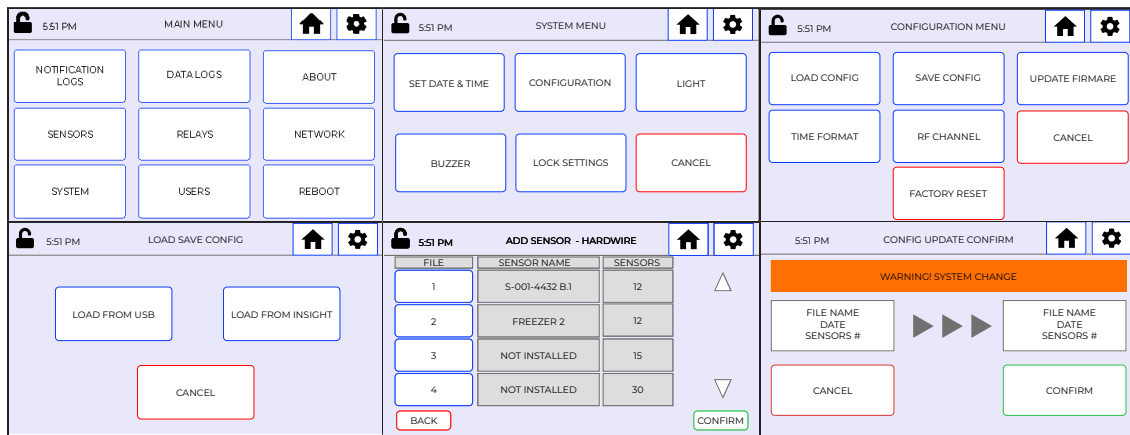 5:51 PM
MAIN MENU
NOTIFICATION
LOGS
DATALOGS
ABOUT
SENSORS
RELAYS
NETWORK
SYSTEM
USERS
REBOOT
5:51 PM
SYSTEM MENU
SET DATE & TIME
CONFIGURATION
LIGHT
BUZZER
LOCK SETTINGS
CANCEL
5:51 PM
CONFIGURATION MENU
LOAD CONFIG
SAVE CONFIG
UPDATE FIRMARE
TIME FORMAT
RF CHANNEL
CANCEL
FACTORY RESET
5:51 PM
LOAD SAVE CONFIG
LOAD FROM USB
LOAD FROM INSIGHT
CANCEL
5:51 PM
ADD SENSOR - HARDWIRE
FILE
SENSOR NAME
SENSORS
1
S-001-4432 B.1
12
2
FREEZER 2
12
3
NOT INSTALLED
15
4
NOT INSTALLED
30
BACK
CONFIRM
5:51 PM
CONFIG UPDATE CONFIRM
WARNING! SYSTEM CHANGE
FILE NAME
DATE
SENSORS #
FILE NAME
DATE
SENSORS #
CANCEL
CONFIRM